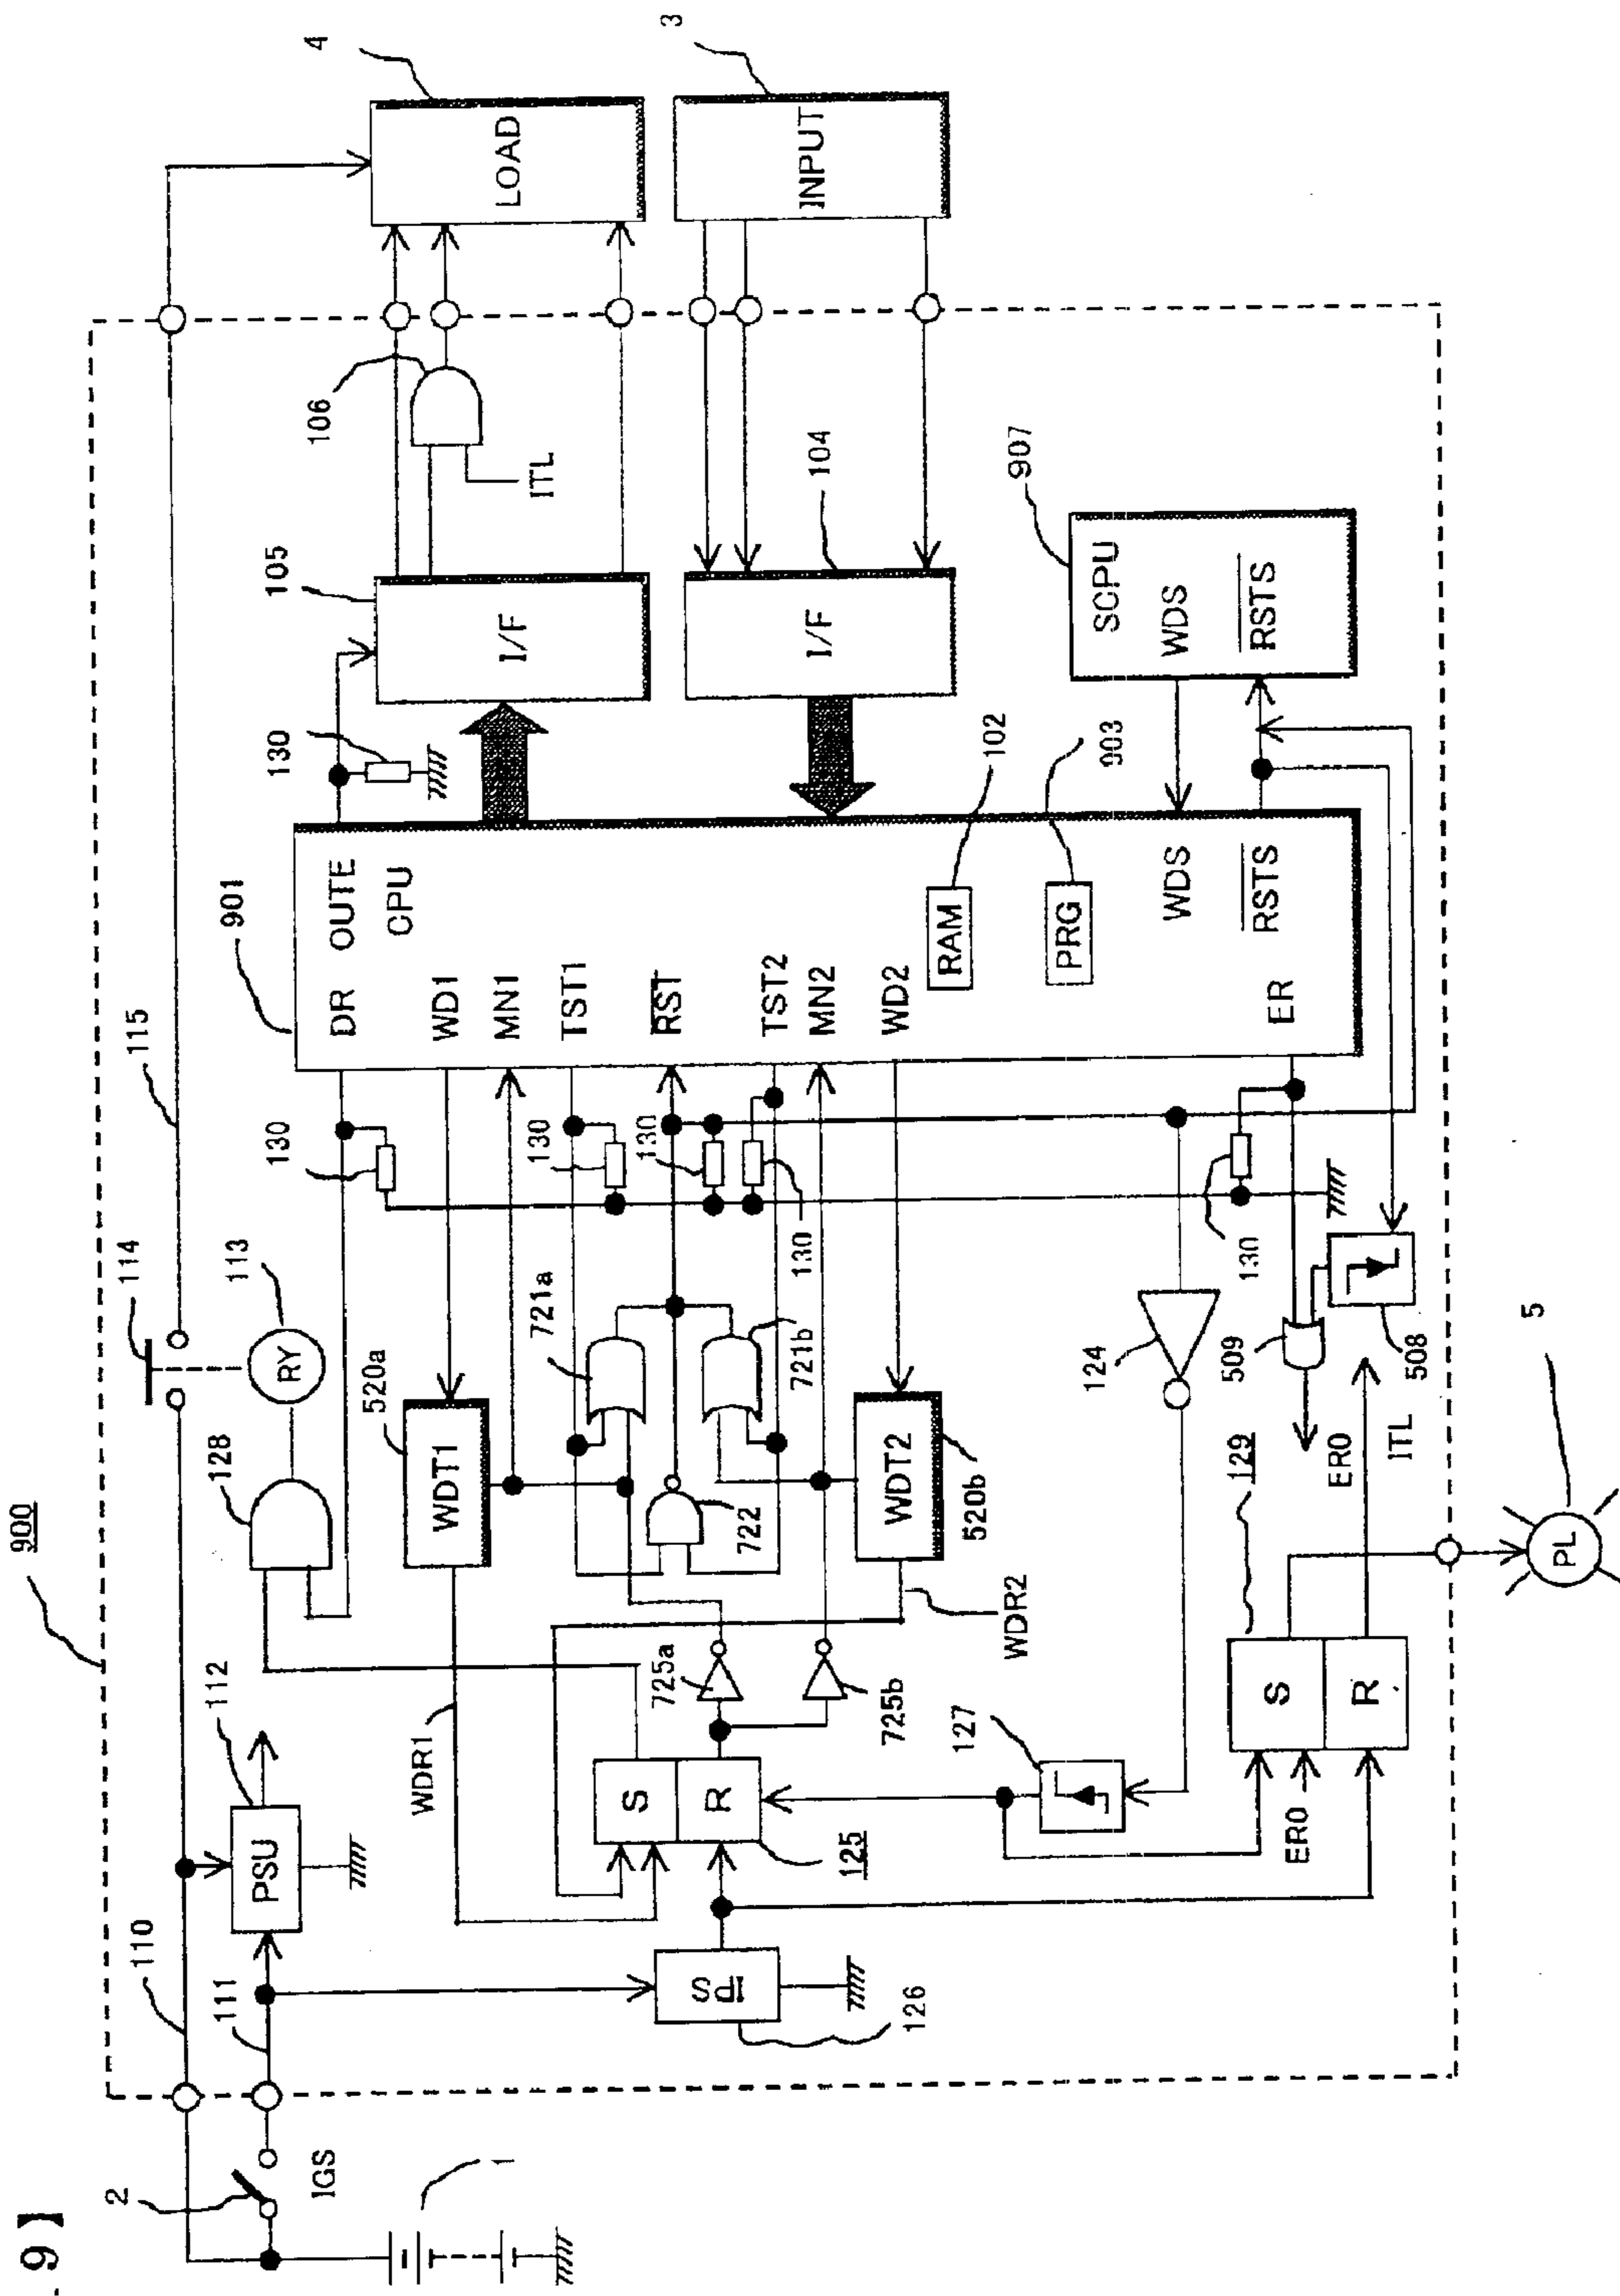 9】
900
4
3
LOAD
INPUT
106
ITL
105
104
907
I/F
I/F
SCPU
WDS
RSTS
130
102
903
901
DR OUTE
CPU
WD1
MN1
TST1
RST
TST2
MN2
WD2
RAM
PRG
WDS
RSTS
ER
115
130
130
130
130
130
114
113
RY
128
520a
WDT1
721a
721b
722
WDT2
520b
124
509
508
ER0
ITL
129
5
PL
112
PSU
WDR1
725a
725b
WDR2
S
R
125
127
S
R
ER0
110
111
IPS
126
2
IGS
1